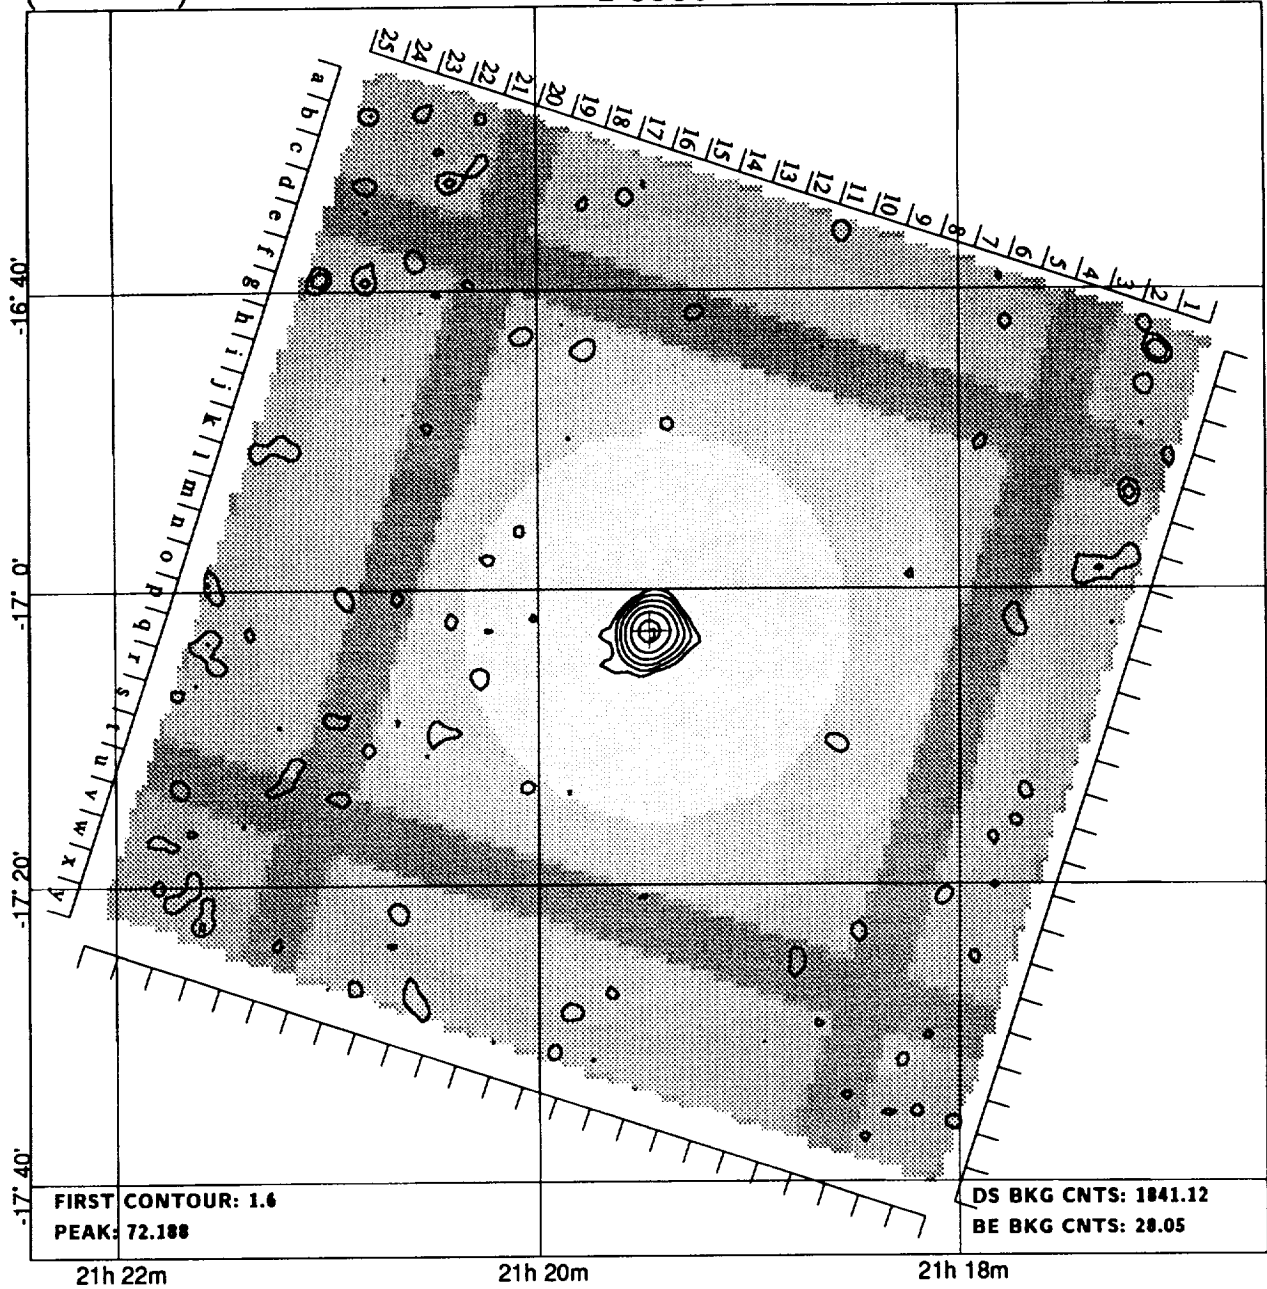 25 24 23 22 21 20 19 18 17 16 15 14 13 12 11 10 9 8 7 6 5 4 3 2 1
a b c d e f g h i j k l m n o p q r s t u v w x y
-16° 40'
-17° 0'
-17° 20'
-17° 40'
FIRST CONTOUR: 1.6
PEAK: 72.188
DS BKG CNTS: 1841.12
BE BKG CNTS: 28.05
21h 22m 21h 20m 21h 18m